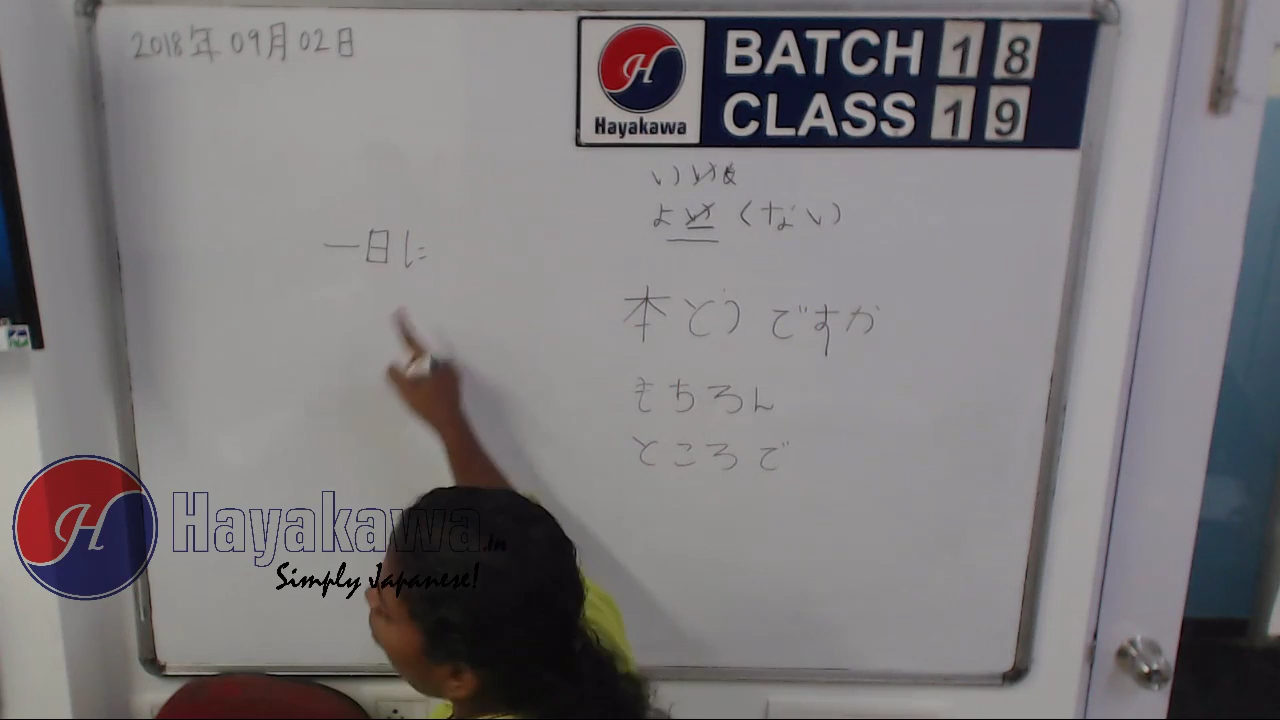 2018年09月02日
BATCH 18
CLASS 19
H
Hayakawa
いい
よい (ない)
一日に
本とうですか
もちろん
ところで
H
Hayakawa.in
Simply Japanese!